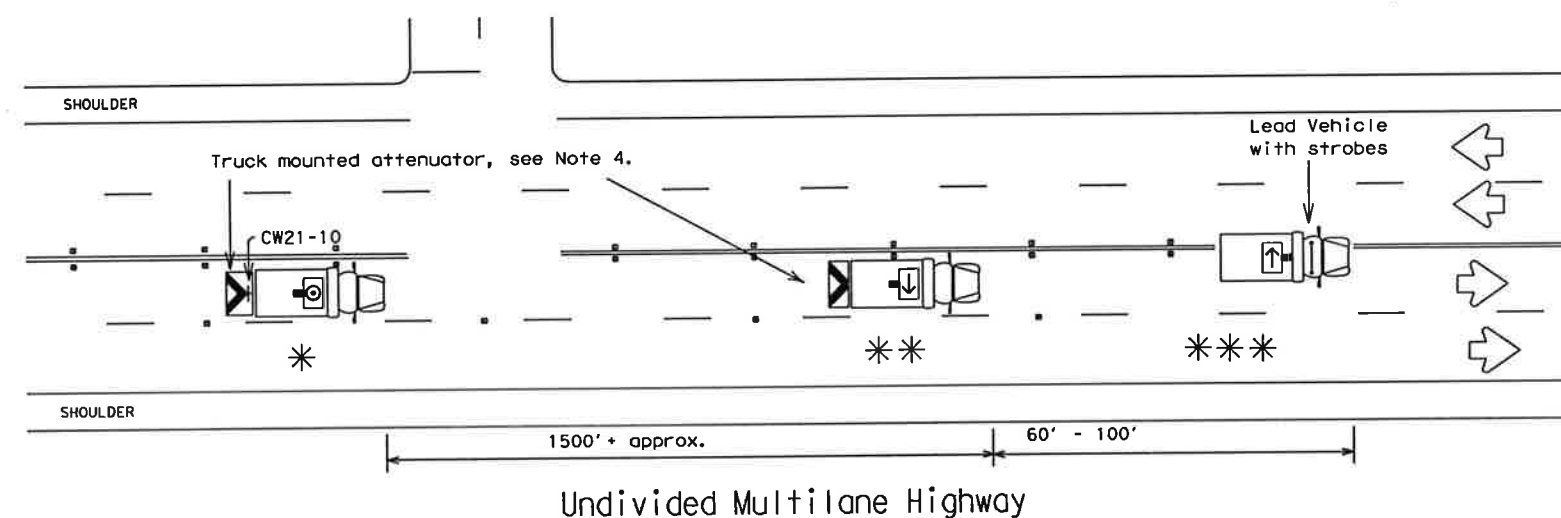 SHOULDER
Lead Vehicle
with strobes
Truck mounted attenuator, see Note 4.
CW21-10
SHOULDER
1500'+ approx.
60' - 100'
Undivided Multilane Highway